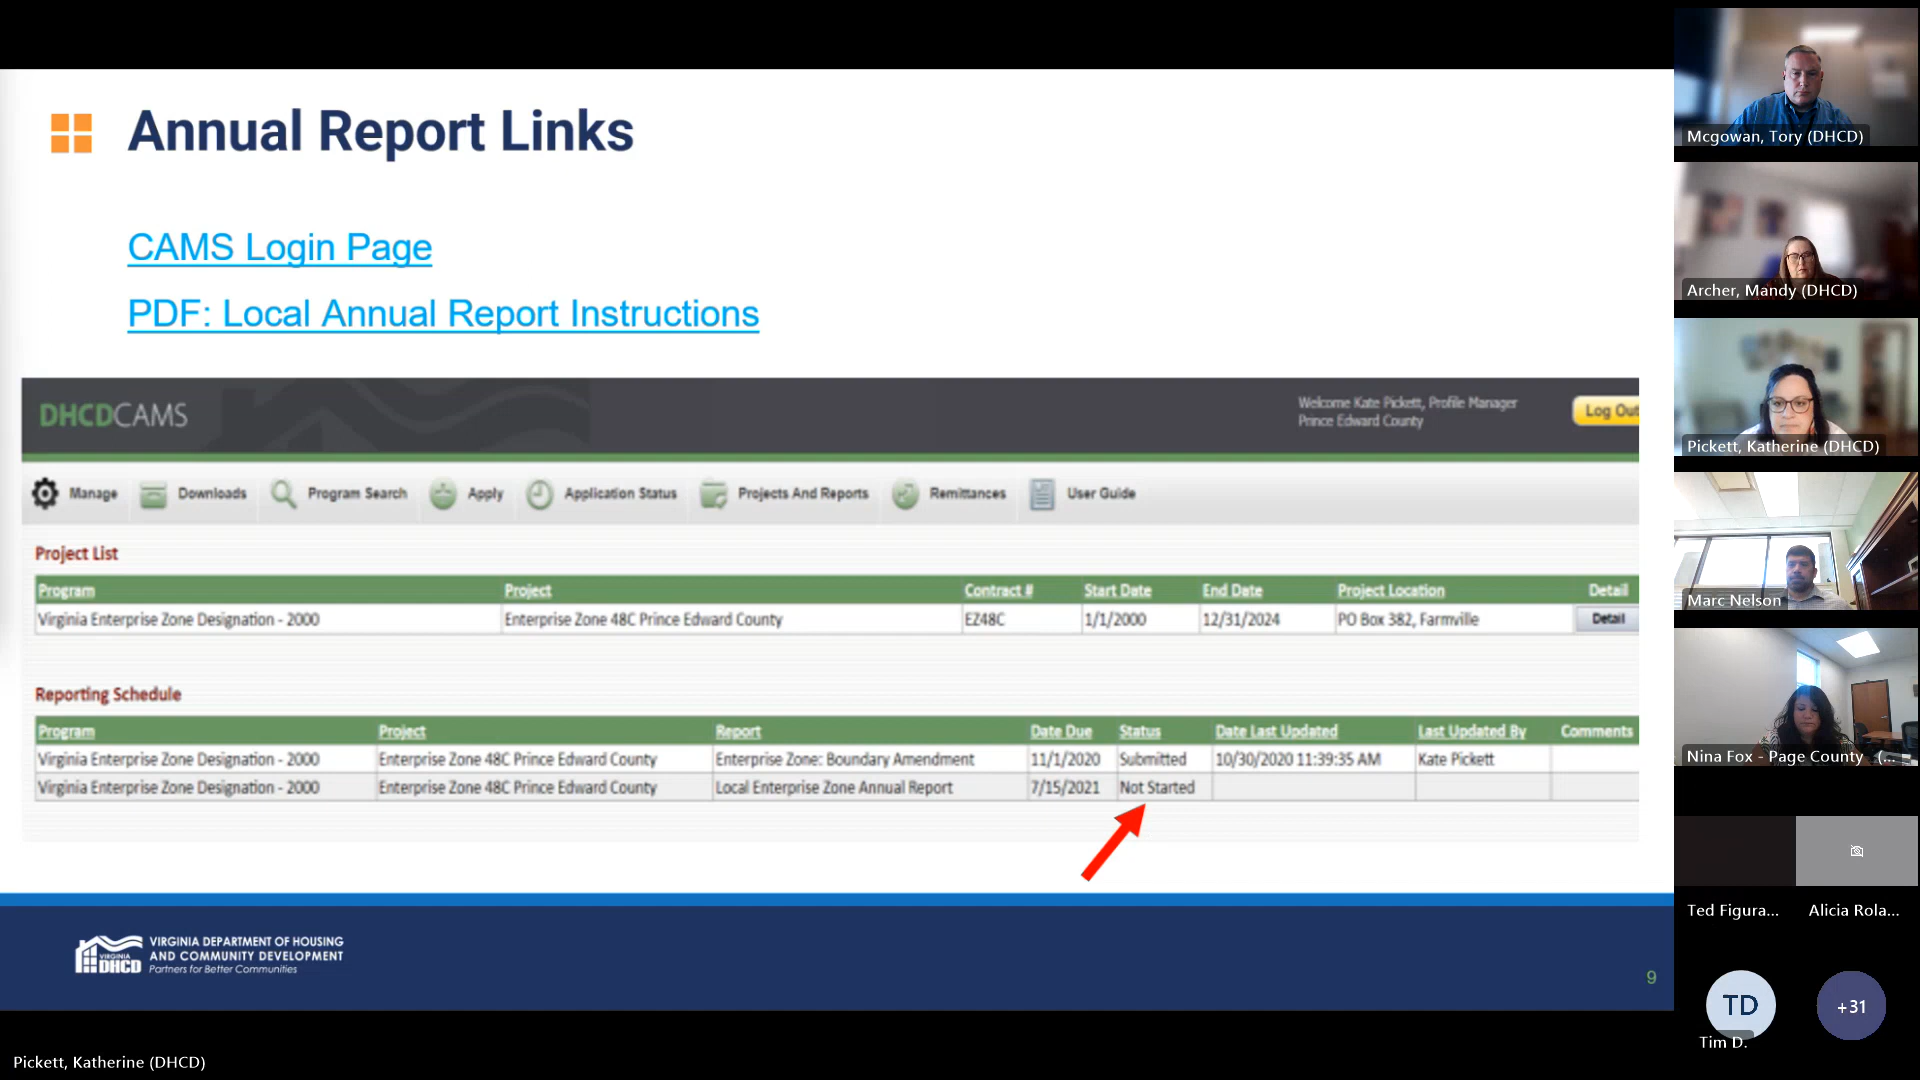 Annual Report Links
CAMS Login Page
PDF: Local Annual Report Instructions
DHCDCAMS
Welcome Kate Pickett, Profile Manager
Prince Edward County
Log Out
Manage Downloads Program Search Apply Application Status Projects And Reports Remittances User Guide
Project List
Program Project Contract # Start Date End Date Project Location Detail
Virginia Enterprise Zone Designation - 2000 Enterprise Zone 48C Prince Edward County EZ48C 1/1/2000 12/31/2024 PO Box 382, Farmville Detail
Reporting Schedule
Program Project Report Date Due Status Date Last Updated Last Updated By Comments
Virginia Enterprise Zone Designation - 2000 Enterprise Zone 48C Prince Edward County Enterprise Zone: Boundary Amendment 11/1/2020 Submitted 10/30/2020 11:39:35 AM Kate Pickett
Virginia Enterprise Zone Designation - 2000 Enterprise Zone 48C Prince Edward County Local Enterprise Zone Annual Report 7/15/2021 Not Started
VIRGINIA
DHCD
VIRGINIA DEPARTMENT OF HOUSING
AND COMMUNITY DEVELOPMENT
Partners for Better Communities
9
Pickett, Katherine (DHCD)
Mcgowan, Tory (DHCD)
Archer, Mandy (DHCD)
Pickett, Katherine (DHCD)
Marc Nelson
Nina Fox - Page County (...
Ted Figura... Alicia Rola...
TD +31
Tim D.